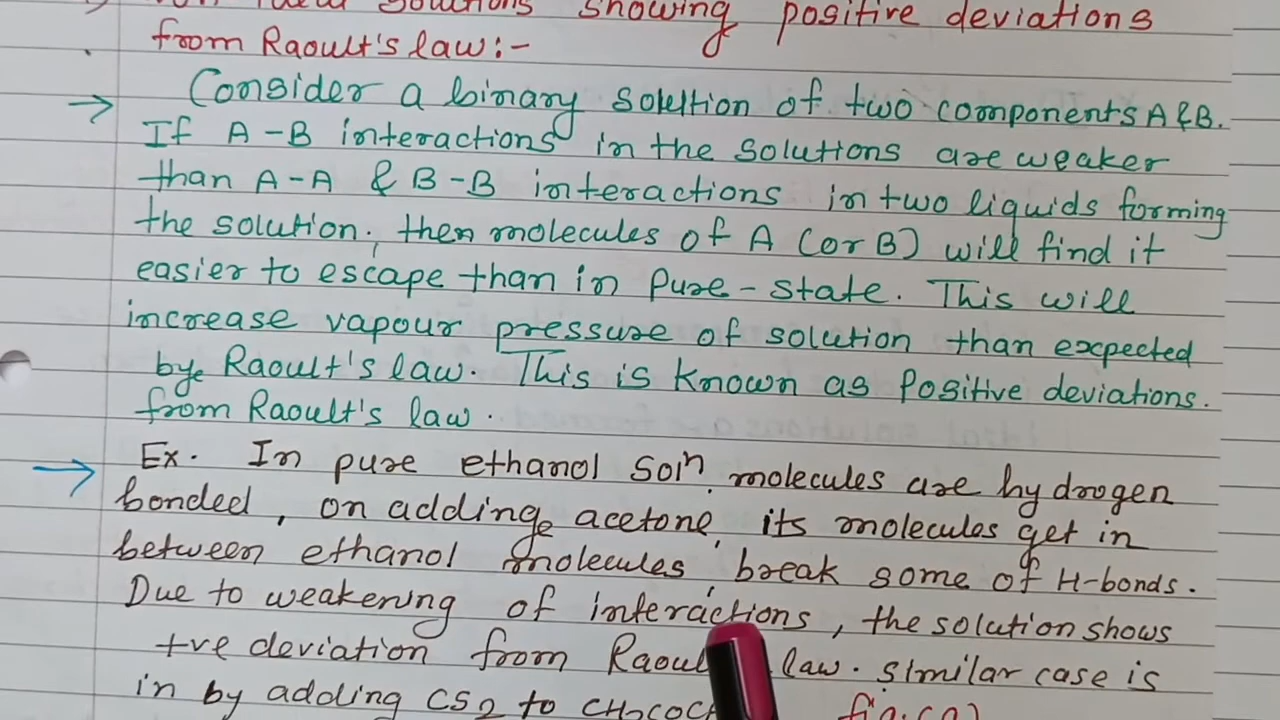 solutions showing positive deviations
from Raoult's law:-
→ Consider a binary solution of two components A & B.
If A-B interactions in the solutions are weaker
than A-A & B-B interactions in two liquids forming
the solution, then molecules of A (or B) will find it
easier to escape than in Pure-state. This will
increase vapour pressure of solution than expected
by Raoult's law. This is known as Positive deviations.
from Raoult's law.
→ Ex. In pure ethanol Solⁿ, molecules are hydrogen
bonded, on adding acetone, its molecules get in
between ethanol molecules, break some of H-bonds.
Due to weakening of interactions, the solution shows
+ve deviation from law. similar case is
in by adding CS2 to fig.(a)